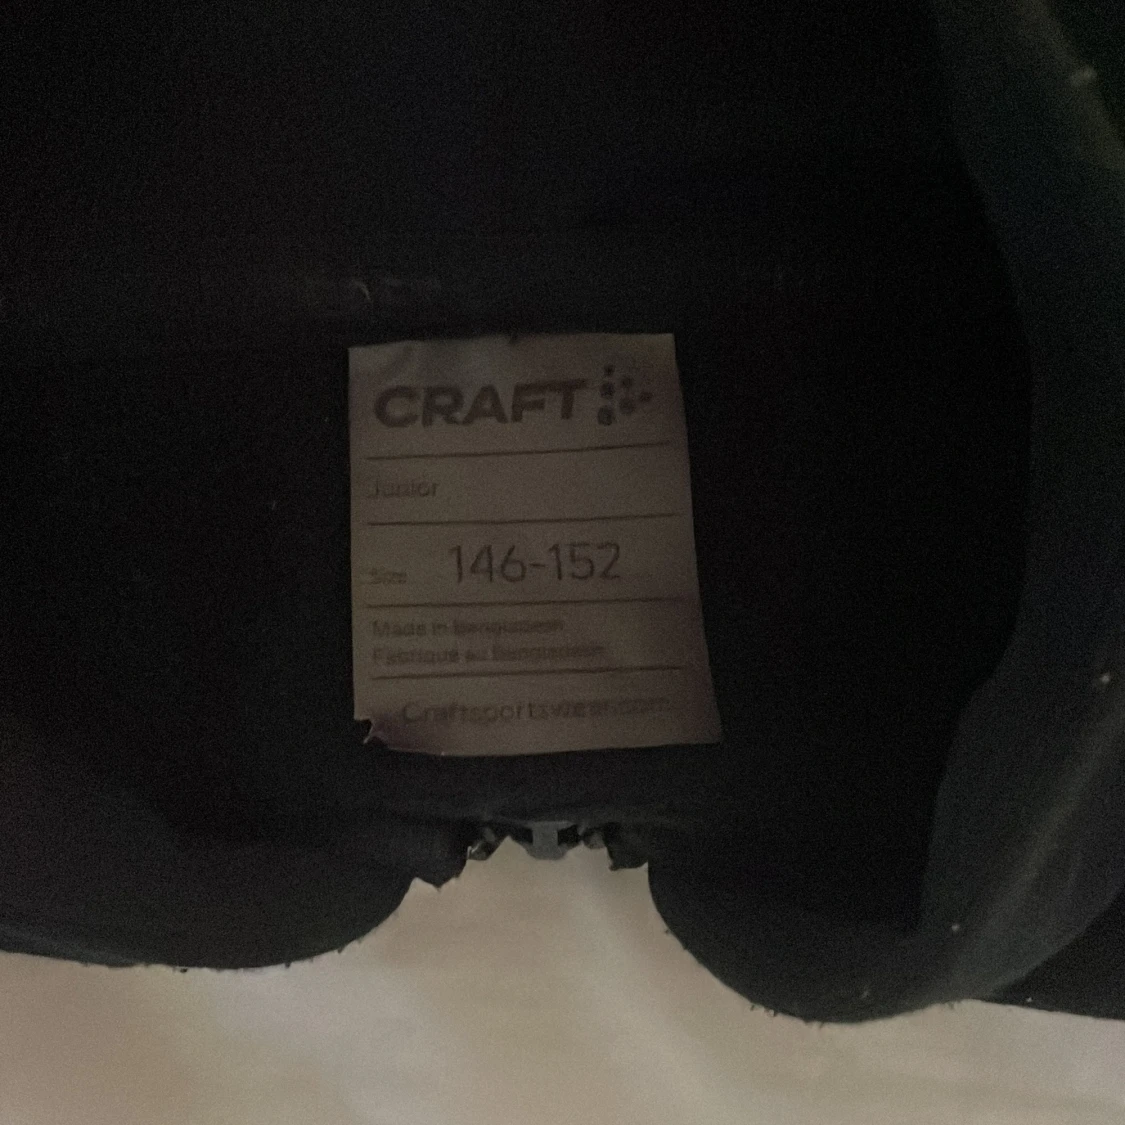 CRAFT
Junior
Size 146-152
Made in Bangladesh
Fabriqué au Bangladesh
Craftsportswear.com